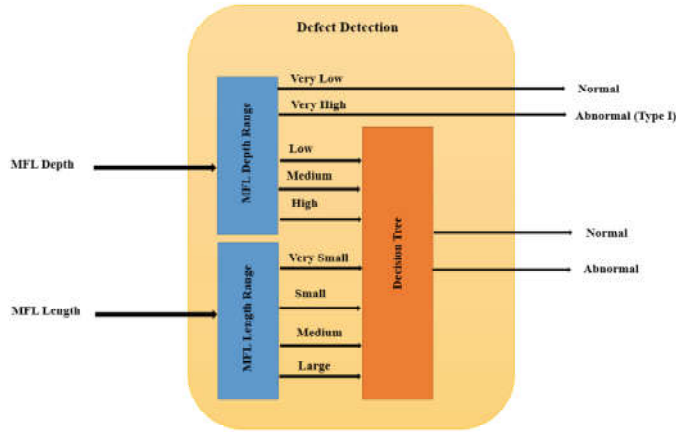 Defect Detection
Very Low
Normal
Very High
Abnormal (Type I)
MFL Depth
MFL Depth Range
Low
Medium
High
Decision Tree
Normal
Abnormal
MFL Length
MFL Length Range
Very Small
Small
Medium
Large